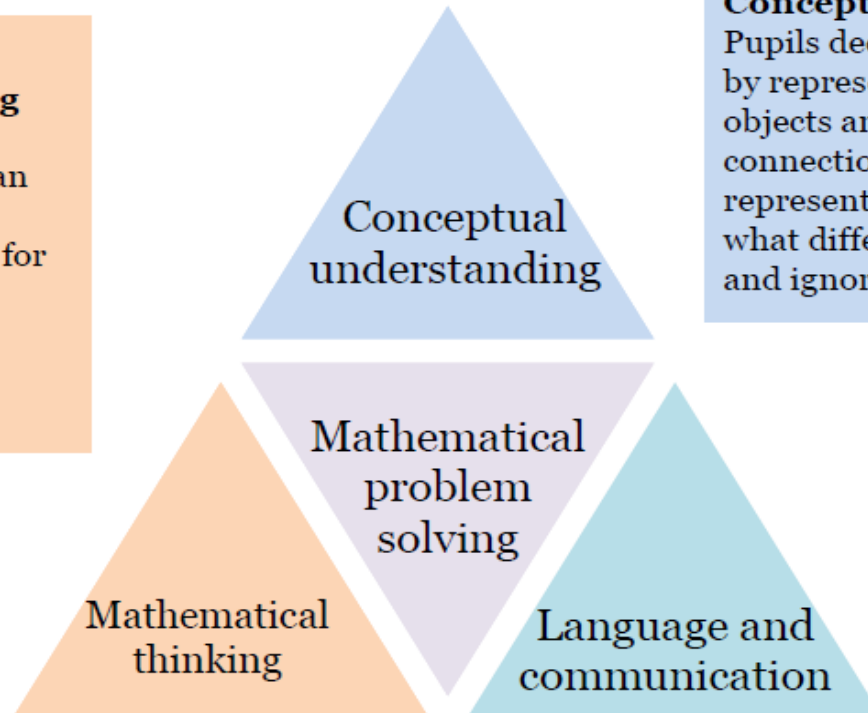 g
an
for
Conceptual
understanding
Concept
Pupils de
by repres
objects an
connectio
represent
what diffe
and ignor
Mathematical
problem
solving
Mathematical
thinking
Language and
communication